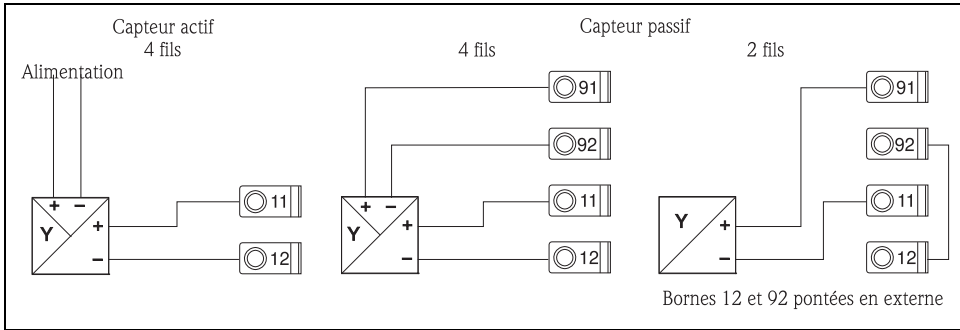 Capteur actif
4 fils
Alimentation
+ −
Y
+
−
11
12
Capteur passif
4 fils
91
92
+ −
Y
+
−
11
12
2 fils
91
92
Y
+
−
11
12
Bornes 12 et 92 pontées en externe